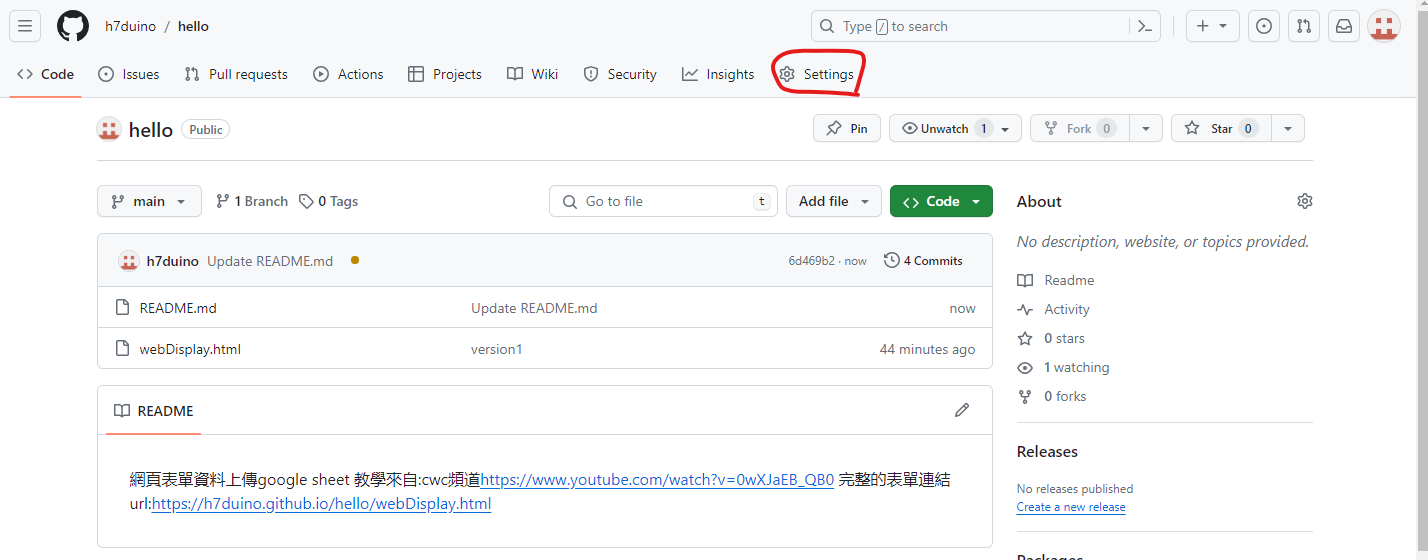 h7duino / hello
Type / to search
Code Issues Pull requests Actions Projects Wiki Security Insights Settings
hello Public
Pin Unwatch 1 Fork 0 Star 0
main 1 Branch 0 Tags Go to file t Add file Code
About
No description, website, or topics provided.
h7duino Update README.md 6d469b2 · now 4 Commits
Readme
README.md Update README.md now
Activity
0 stars
webDisplay.html version1 44 minutes ago
1 watching
0 forks
README
Releases
No releases published
Create a new release
網頁表單資料上傳google sheet 教學來自:cwc頻道https://www.youtube.com/watch?v=0wXJaEB_QB0 完整的表單連結
url:https://h7duino.github.io/hello/webDisplay.html
Packages